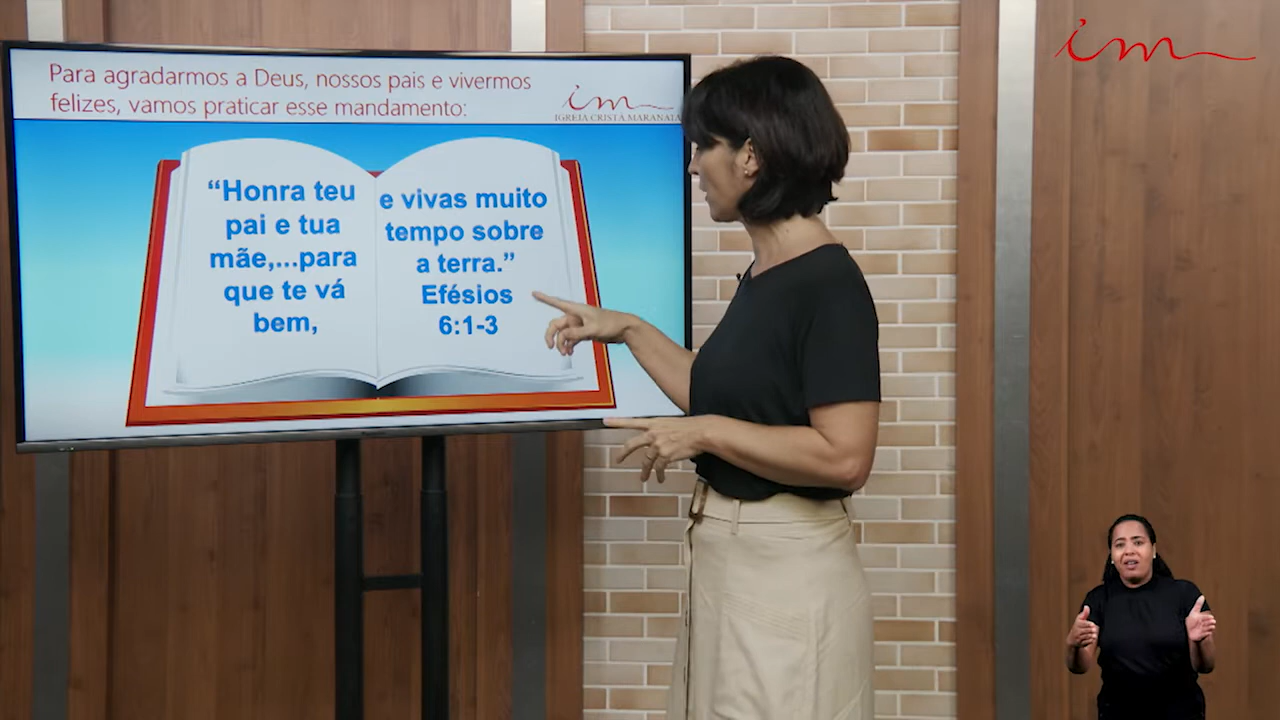 Para agradarmos a Deus, nossos pais e vivermos
felizes, vamos praticar esse mandamento:
im
IGREJA CRISTÃ MARANATA
“Honra teu
pai e tua
mãe,...para
que te vá
bem,
e vivas muito
tempo sobre
a terra.”
Efésios
6:1-3
im